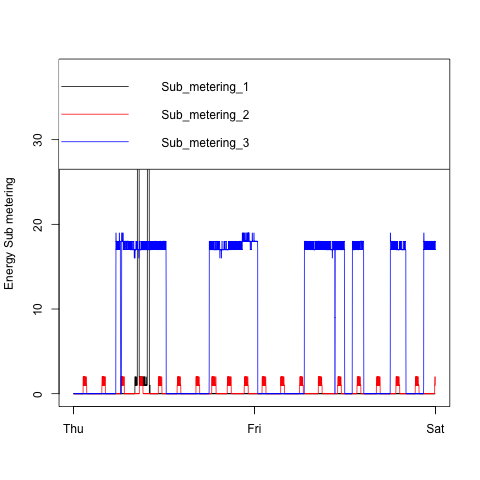 Sub_metering_1
Sub_metering_2
Sub_metering_3
Energy Sub metering
30
20
10
0
Thu Fri Sat